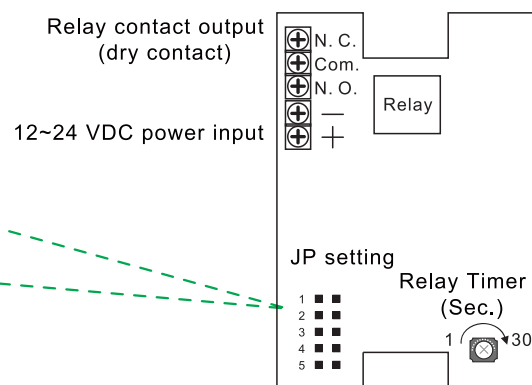 Relay contact output
(dry contact)
N. C.
Com.
N. O.
12~24 VDC power input
—
+
Relay
JP setting
1
2
3
4
5
Relay Timer
(Sec.)
1
30